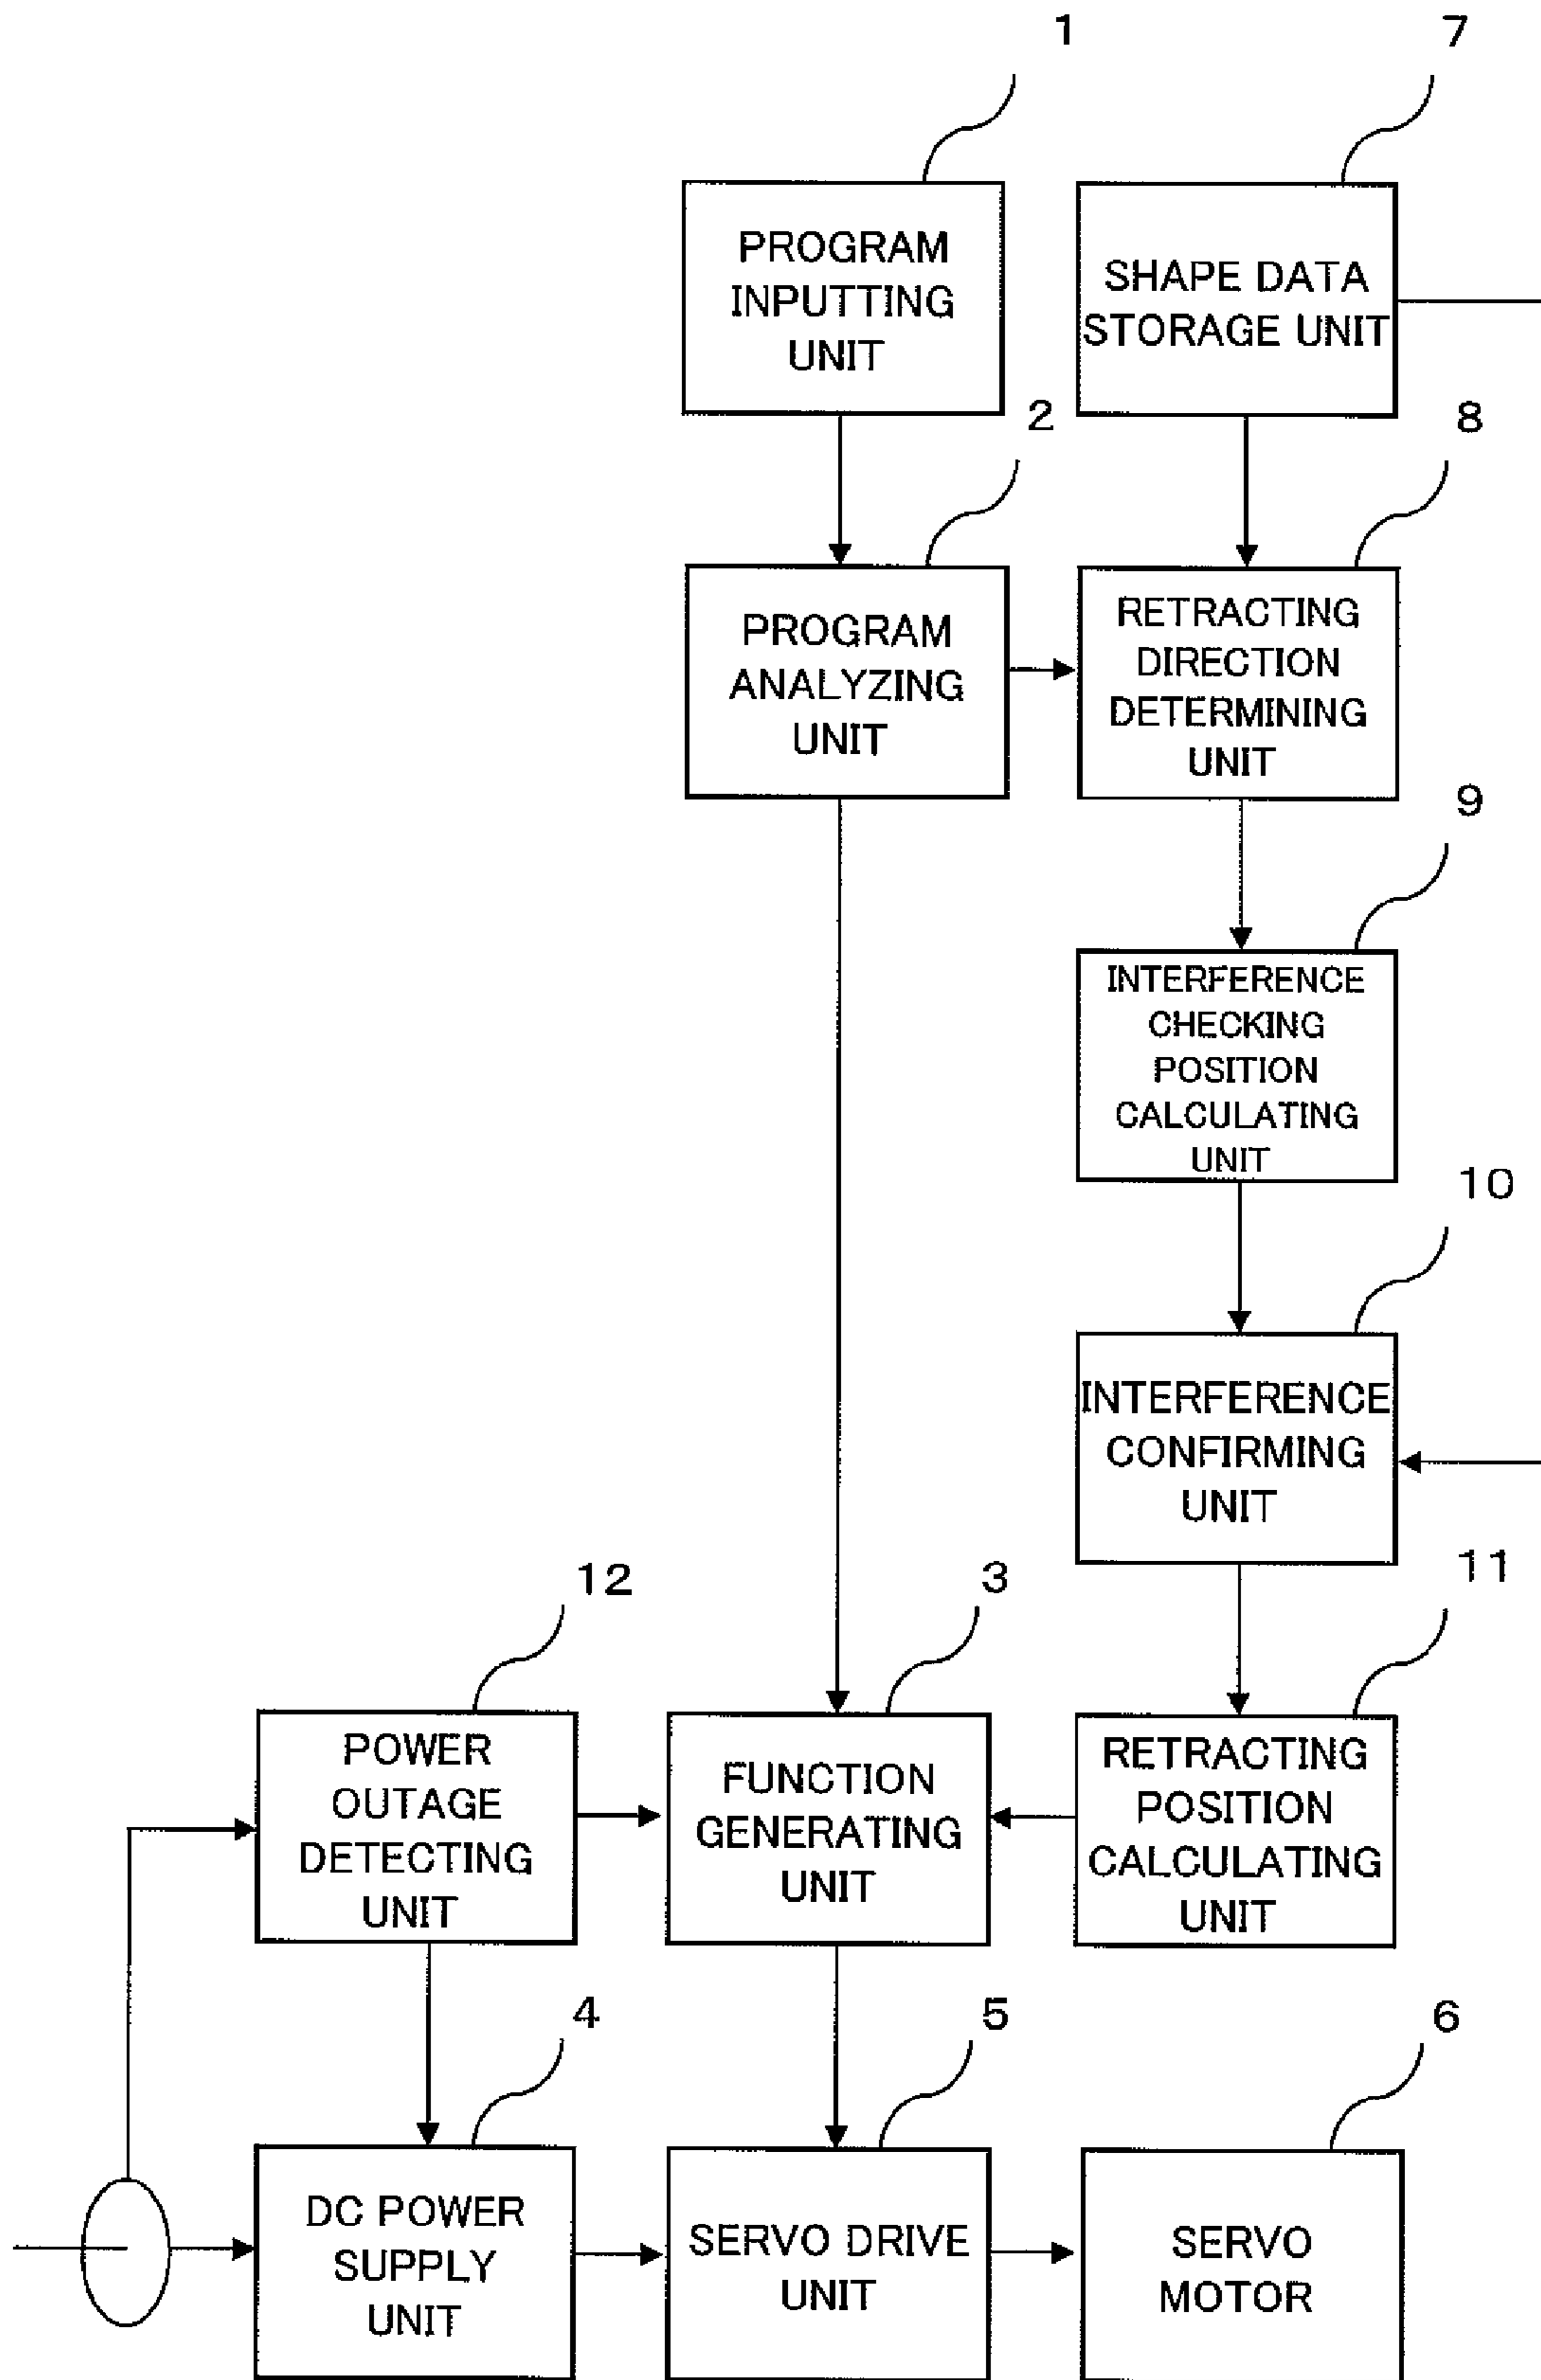 1
7
PROGRAM
INPUTTING
UNIT
SHAPE DATA
STORAGE UNIT
2
8
PROGRAM
ANALYZING
UNIT
RETRACTING
DIRECTION
DETERMINING
UNIT
9
INTERFERENCE
CHECKING
POSITION
CALCULATING
UNIT
10
INTERFERENCE
CONFIRMING
UNIT
12
3
11
POWER
OUTAGE
DETECTING
UNIT
FUNCTION
GENERATING
UNIT
RETRACTING
POSITION
CALCULATING
UNIT
4
5
6
DC POWER
SUPPLY
UNIT
SERVO DRIVE
UNIT
SERVO
MOTOR